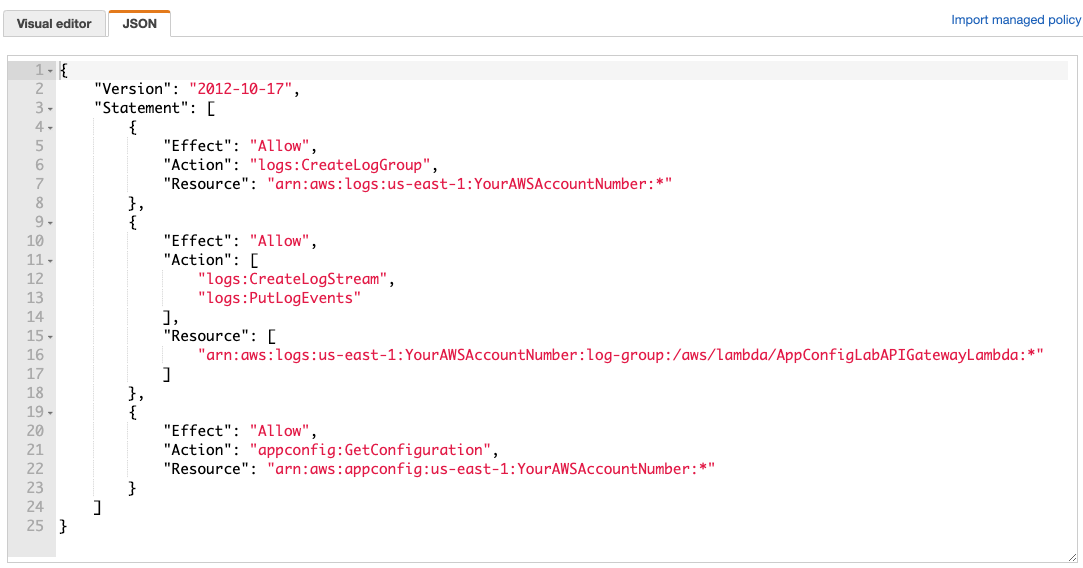 Visual editor JSON Import managed policy
1 {
2     "Version": "2012-10-17",
3     "Statement": [
4         {
5             "Effect": "Allow",
6             "Action": "logs:CreateLogGroup",
7             "Resource": "arn:aws:logs:us-east-1:YourAWSAccountNumber:*"
8         },
9         {
10             "Effect": "Allow",
11             "Action": [
12                 "logs:CreateLogStream",
13                 "logs:PutLogEvents"
14             ],
15             "Resource": [
16                 "arn:aws:logs:us-east-1:YourAWSAccountNumber:log-group:/aws/lambda/AppConfigLabAPIGatewayLambda:*"
17             ]
18         },
19         {
20             "Effect": "Allow",
21             "Action": "appconfig:GetConfiguration",
22             "Resource": "arn:aws:appconfig:us-east-1:YourAWSAccountNumber:*"
23         }
24     ]
25 }